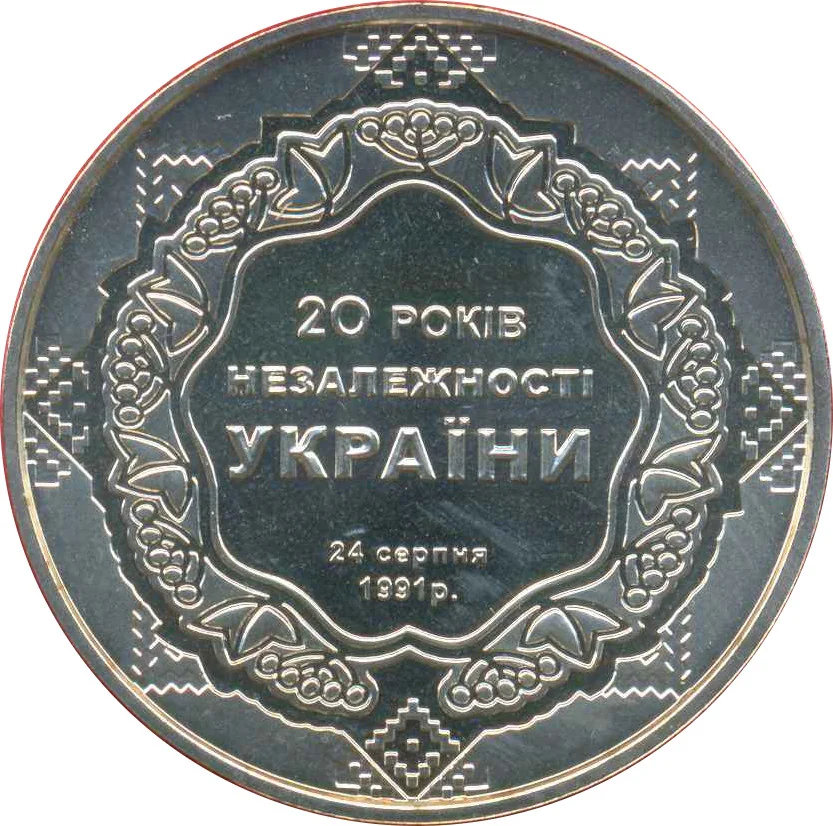 20 РОКІВ
НЕЗАЛЕЖНОСТІ
УКРАЇНИ
24 серпня
1991р.